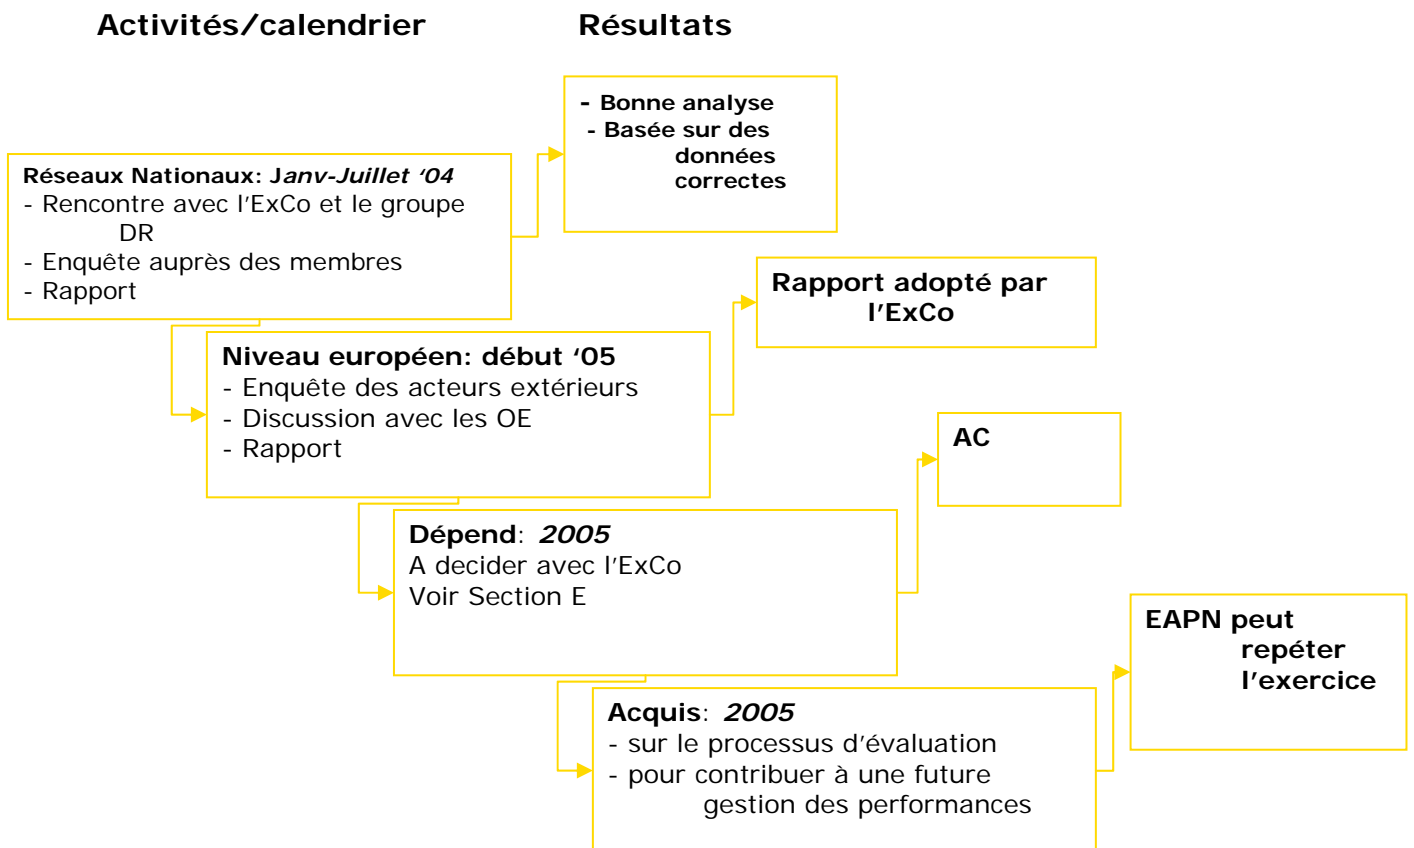 Activités/calendrier
Résultats
- Bonne analyse
- Basée sur des
données
correctes
Réseaux Nationaux: Janv-Juillet ‘04
- Rencontre avec l’ExCo et le groupe
DR
- Enquête auprès des membres
- Rapport
Rapport adopté par
l’ExCo
Niveau européen: début ‘05
- Enquête des acteurs extérieurs
- Discussion avec les OE
- Rapport
AC
Dépend: 2005
A decider avec l’ExCo
Voir Section E
EAPN peut
repéter
l’exercice
Acquis: 2005
- sur le processus d’évaluation
- pour contribuer à une future
gestion des performances